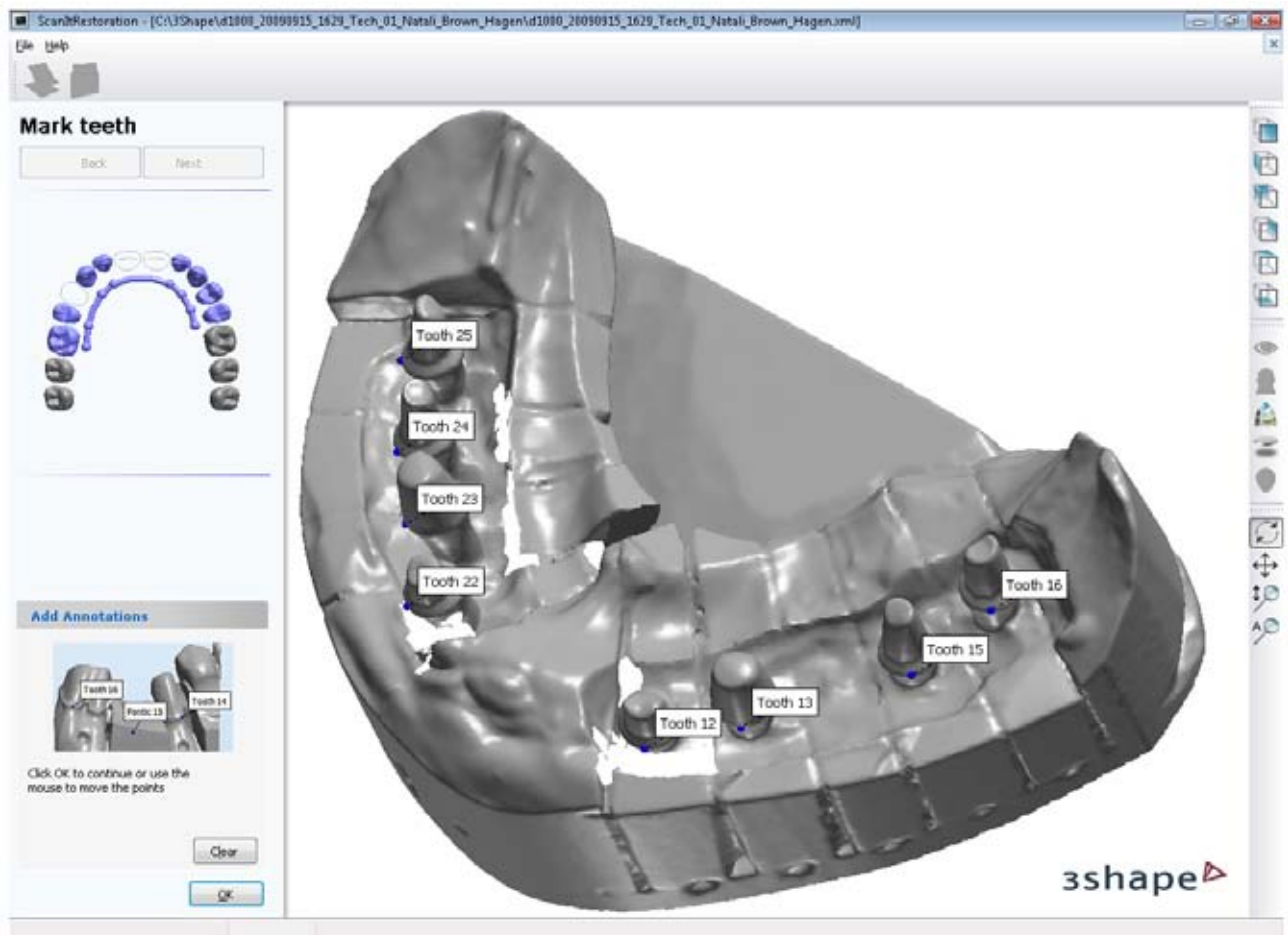 ScanItRestoration - [C:\3Shape\d1000_20090915_1629_Tech_01_Natali_Brown_Hagen\d1000_20090915_1629_Tech_01_Natali_Brown_Hagen.xml]
File Help
Mark teeth
Back Next
Tooth 25
Tooth 24
Tooth 23
Tooth 22
Tooth 16
Tooth 15
Tooth 13
Tooth 12
Add Annotations
Tooth 16
Pontic 15
Tooth 14
Click OK to continue or use the
mouse to move the points
Clear
OK
3shape